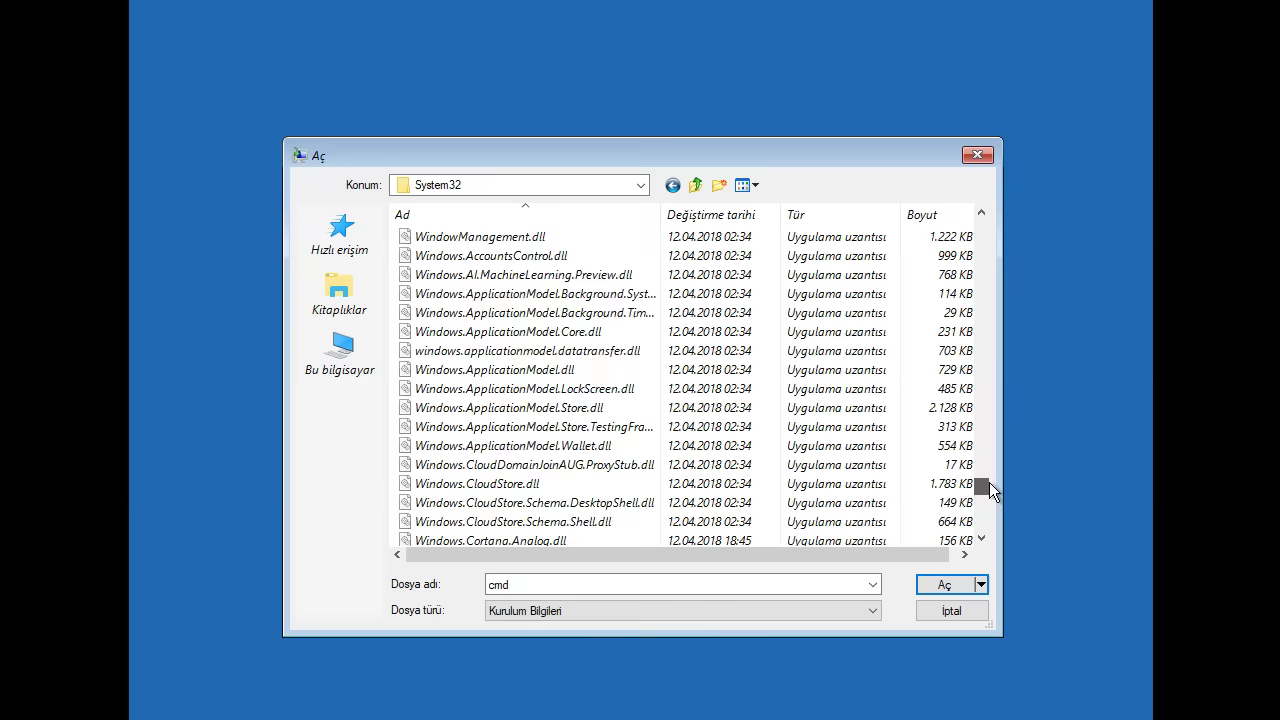 Aç
Konum: System32
Hızlı erişim
Kitaplıklar
Bu bilgisayar
Ad Değiştirme tarihi Tür Boyut
WindowManagement.dll 12.04.2018 02:34 Uygulama uzantısı 1.222 KB
Windows.AccountsControl.dll 12.04.2018 02:34 Uygulama uzantısı 999 KB
Windows.AI.MachineLearning.Preview.dll 12.04.2018 02:34 Uygulama uzantısı 768 KB
Windows.ApplicationModel.Background.Syst... 12.04.2018 02:34 Uygulama uzantısı 114 KB
Windows.ApplicationModel.Background.Tim... 12.04.2018 02:34 Uygulama uzantısı 29 KB
Windows.ApplicationModel.Core.dll 12.04.2018 02:34 Uygulama uzantısı 231 KB
windows.applicationmodel.datatransfer.dll 12.04.2018 02:34 Uygulama uzantısı 703 KB
Windows.ApplicationModel.dll 12.04.2018 02:34 Uygulama uzantısı 729 KB
Windows.ApplicationModel.LockScreen.dll 12.04.2018 02:34 Uygulama uzantısı 485 KB
Windows.ApplicationModel.Store.dll 12.04.2018 02:34 Uygulama uzantısı 2.128 KB
Windows.ApplicationModel.Store.TestingFra... 12.04.2018 02:34 Uygulama uzantısı 313 KB
Windows.ApplicationModel.Wallet.dll 12.04.2018 02:34 Uygulama uzantısı 554 KB
Windows.CloudDomainJoinAUG.ProxyStub.dll 12.04.2018 02:34 Uygulama uzantısı 17 KB
Windows.CloudStore.dll 12.04.2018 02:34 Uygulama uzantısı 1.783 KB
Windows.CloudStore.Schema.DesktopShell.dll 12.04.2018 02:34 Uygulama uzantısı 149 KB
Windows.CloudStore.Schema.Shell.dll 12.04.2018 02:34 Uygulama uzantısı 664 KB
Windows.Cortana.Analog.dll 12.04.2018 18:45 Uygulama uzantısı 156 KB
Dosya adı: cmd Aç
Dosya türü: Kurulum Bilgileri İptal